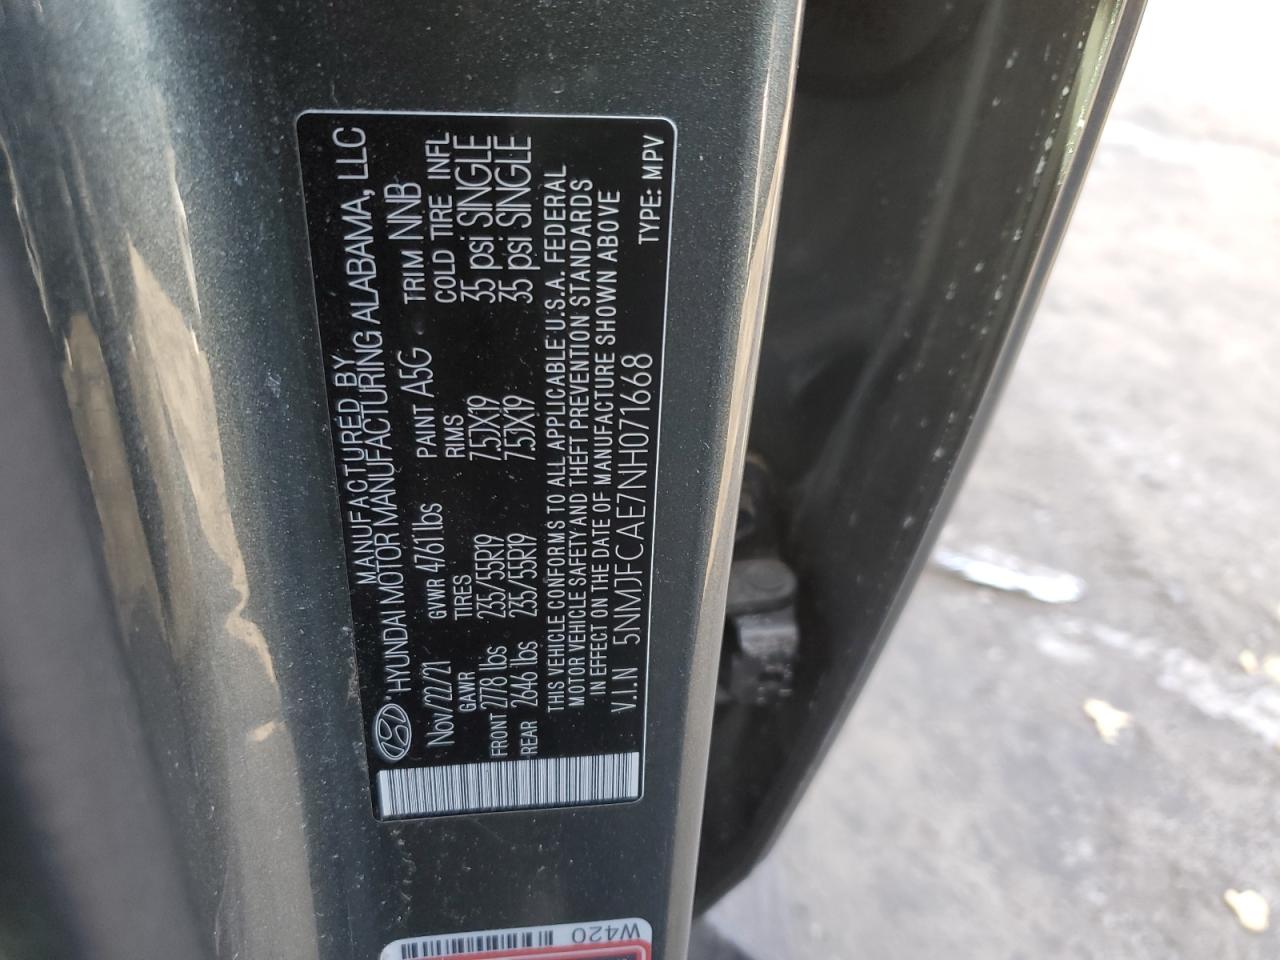 MANUFACTURED BY
HYUNDAI MOTOR MANUFACTURING ALABAMA, LLC
Nov/22/21 GVWR 4761 lbs PAINT A5G TRIM NNB
GAWR TIRES RIMS COLD TIRE INFL
FRONT 2778 lbs 235/55R19 7.5JX19 35 psi SINGLE
REAR 2646 lbs 235/55R19 7.5JX19 35 psi SINGLE
THIS VEHICLE CONFORMS TO ALL APPLICABLE U.S.A. FEDERAL
MOTOR VEHICLE SAFETY AND THEFT PREVENTION STANDARDS
IN EFFECT ON THE DATE OF MANUFACTURE SHOWN ABOVE
V.I.N 5NMJFCAE7NH071668 TYPE: MPV
W420